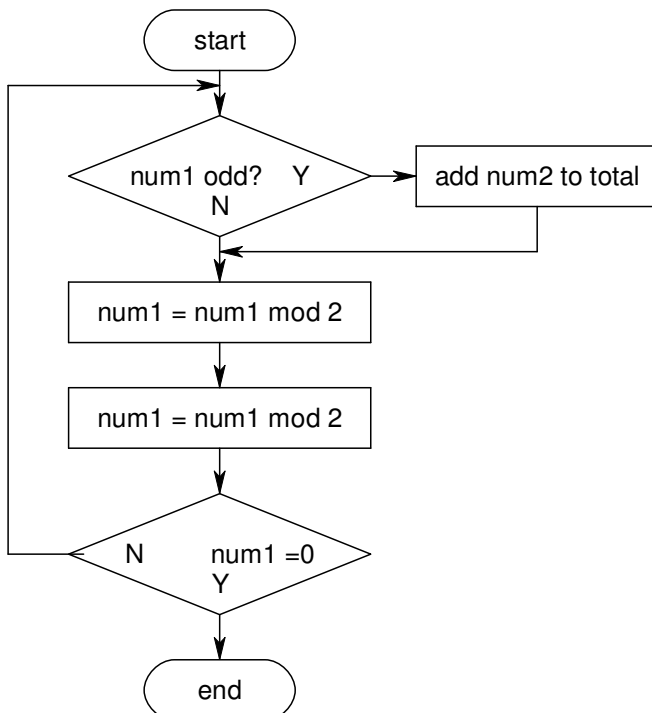 start
num1 odd? Y
N
add num2 to total
num1 = num1 mod 2
num1 = num1 mod 2
N num1 =0
Y
end